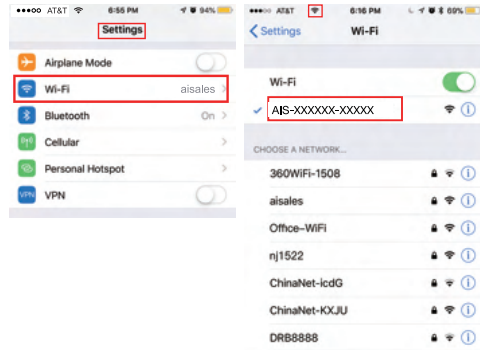 AT&T 6:55 PM 94%
Settings
Airplane Mode
Wi-Fi aisales
Bluetooth On
Cellular
Personal Hotspot
VPN VPN
AT&T 6:16 PM 69%
Settings Wi-Fi
Wi-Fi
AIS-XXXXXX-XXXXX
CHOOSE A NETWORK...
360WiFi-1508
aisales
Office-WiFi
nj1522
ChinaNet-icdG
ChinaNet-KXJU
DRB8888